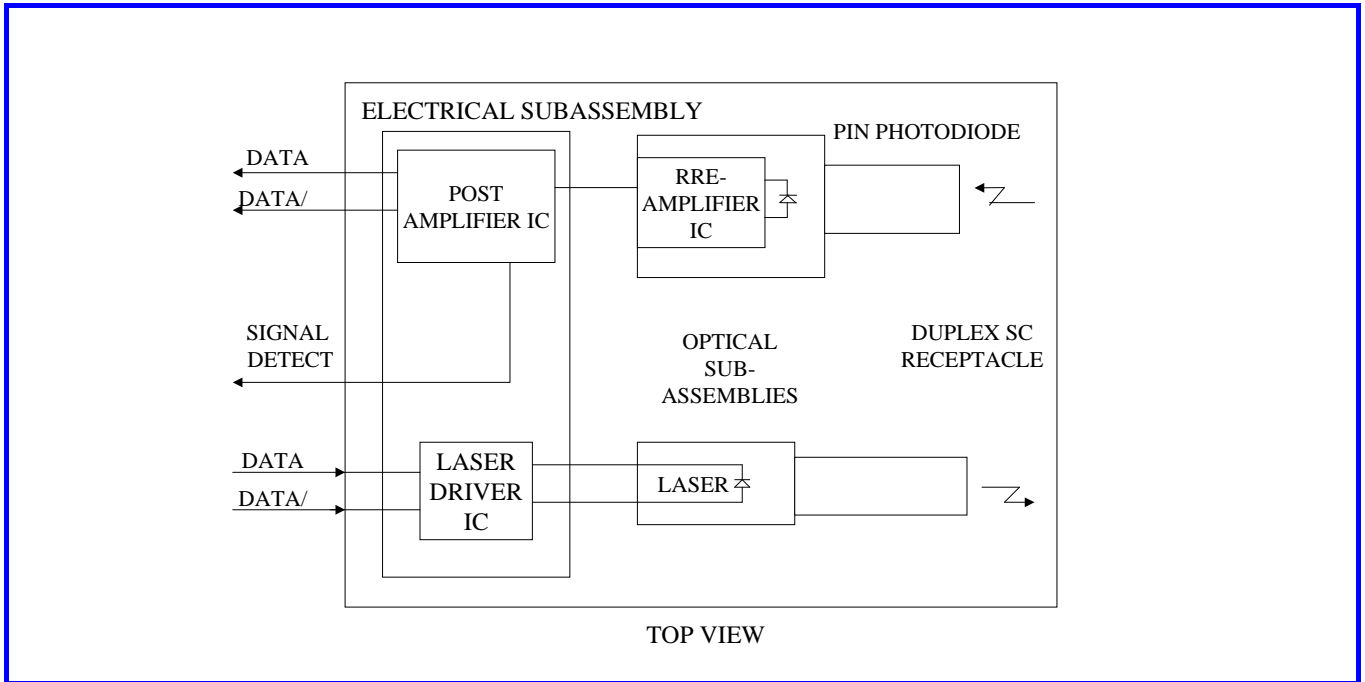 ELECTRICAL SUBASSEMBLY
PIN PHOTODIODE
DATA
DATA/
POST
AMPLIFIER IC
RRE-
AMPLIFIER
IC
SIGNAL
DETECT
OPTICAL
SUB-
ASSEMBLIES
DUPLEX SC
RECEPTACLE
DATA
DATA/
LASER
DRIVER
IC
LASER
TOP VIEW